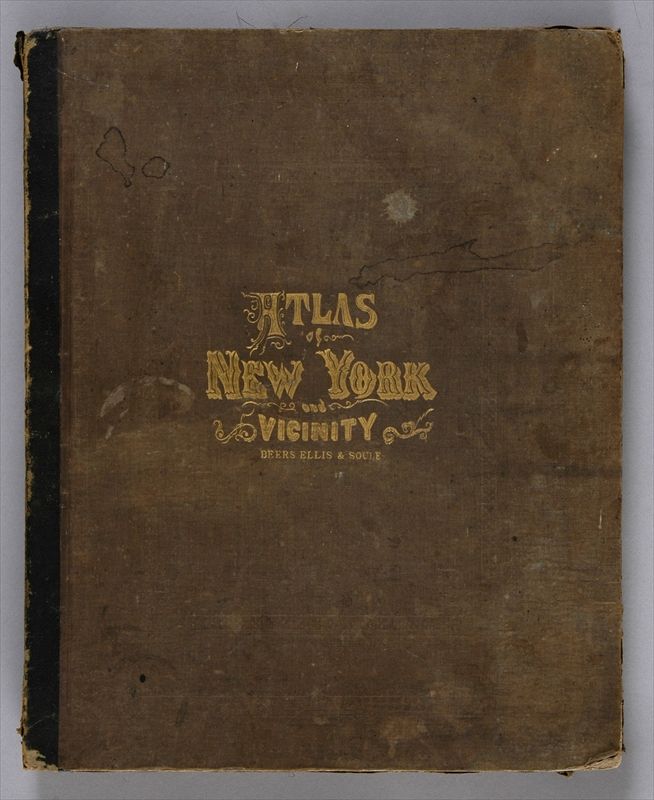 ATLAS
of
NEW YORK
and
VICINITY
BEERS ELLIS & SOULE